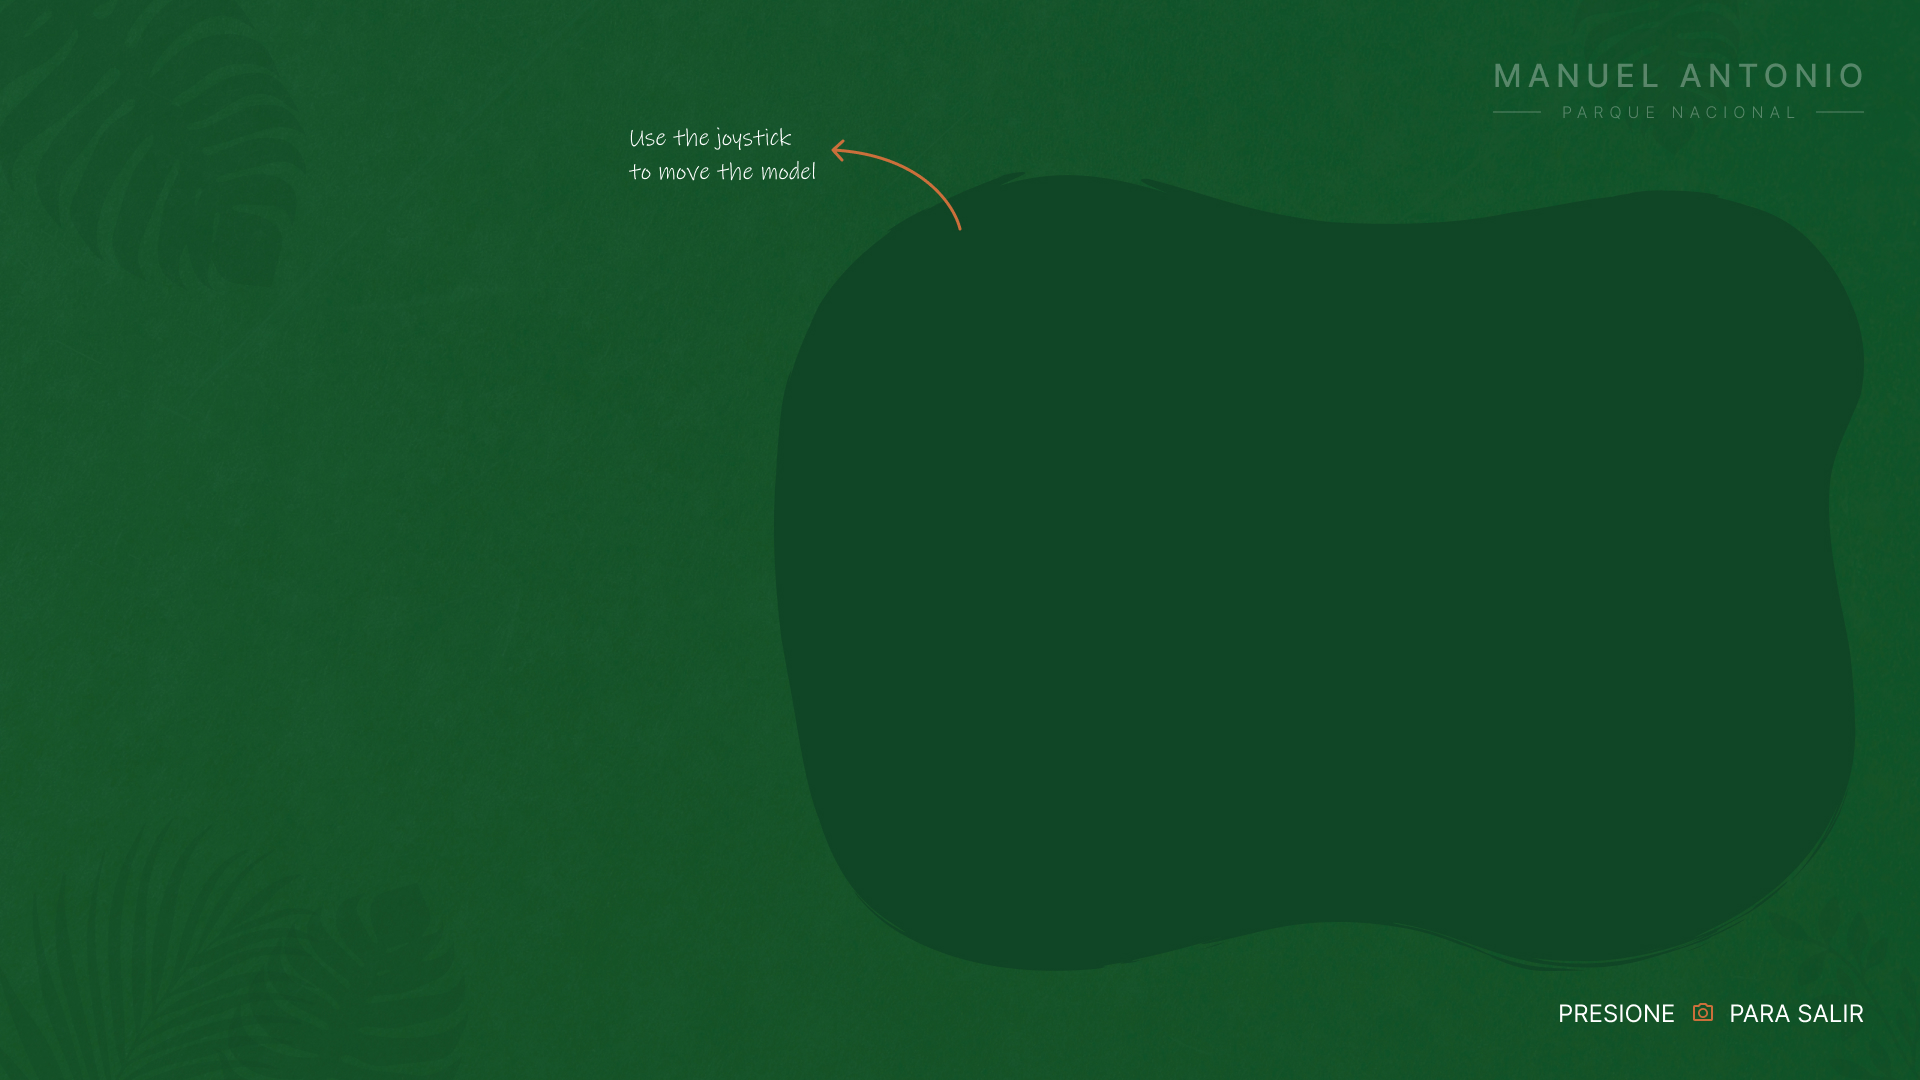 MANUEL ANTONIO
PARQUE NACIONAL
Use the joystick
to move the model
PRESIONE PARA SALIR